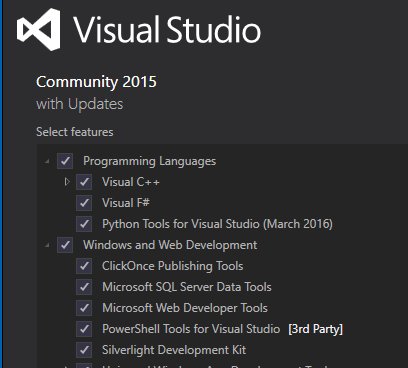 Visual Studio
Community 2015
with Updates
Select features
Programming Languages
Visual C++
Visual F#
Python Tools for Visual Studio (March 2016)
Windows and Web Development
ClickOnce Publishing Tools
Microsoft SQL Server Data Tools
Microsoft Web Developer Tools
PowerShell Tools for Visual Studio [3rd Party]
Silverlight Development Kit